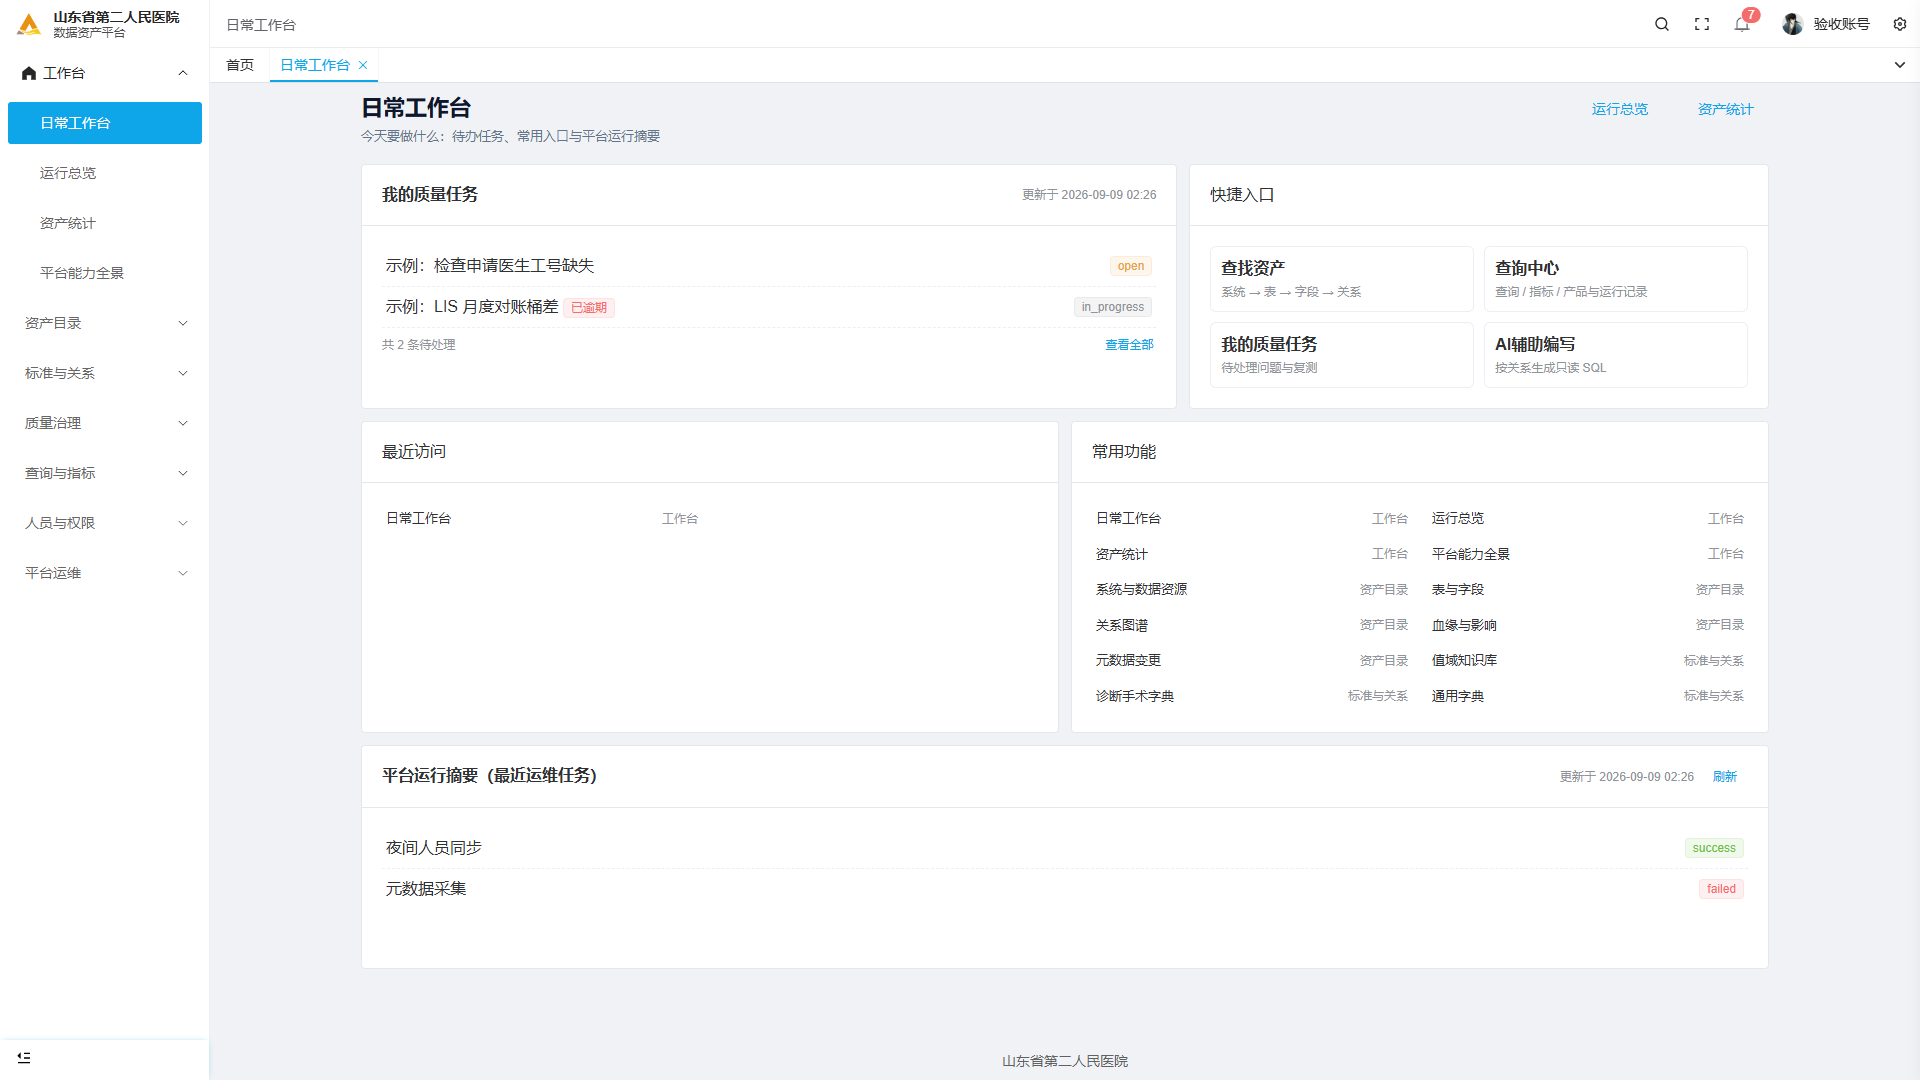 山东省第二人民医院
数据资产平台
工作台
日常工作台
运行总览
资产统计
平台能力全景
资产目录
标准与关系
质量治理
查询与指标
人员与权限
平台运维
日常工作台
7
验收账号
首页
日常工作台
日常工作台
今天要做什么：待办任务、常用入口与平台运行摘要
运行总览
资产统计
我的质量任务
更新于 2026-09-09 02:26
示例：检查申请医生工号缺失
open
示例：LIS 月度对账桶差 已逾期
in_progress
共 2 条待处理
查看全部
快捷入口
查找资产
系统 → 表 → 字段 → 关系
查询中心
查询 / 指标 / 产品与运行记录
我的质量任务
待处理问题与复测
AI辅助编写
按关系生成只读 SQL
最近访问
日常工作台 工作台
常用功能
日常工作台 工作台 运行总览 工作台
资产统计 工作台 平台能力全景 工作台
系统与数据资源 资产目录 表与字段 资产目录
关系图谱 资产目录 血缘与影响 资产目录
元数据变更 资产目录 值域知识库 标准与关系
诊断手术字典 标准与关系 通用字典 标准与关系
平台运行摘要（最近运维任务）
更新于 2026-09-09 02:26 刷新
夜间人员同步 success
元数据采集 failed
山东省第二人民医院